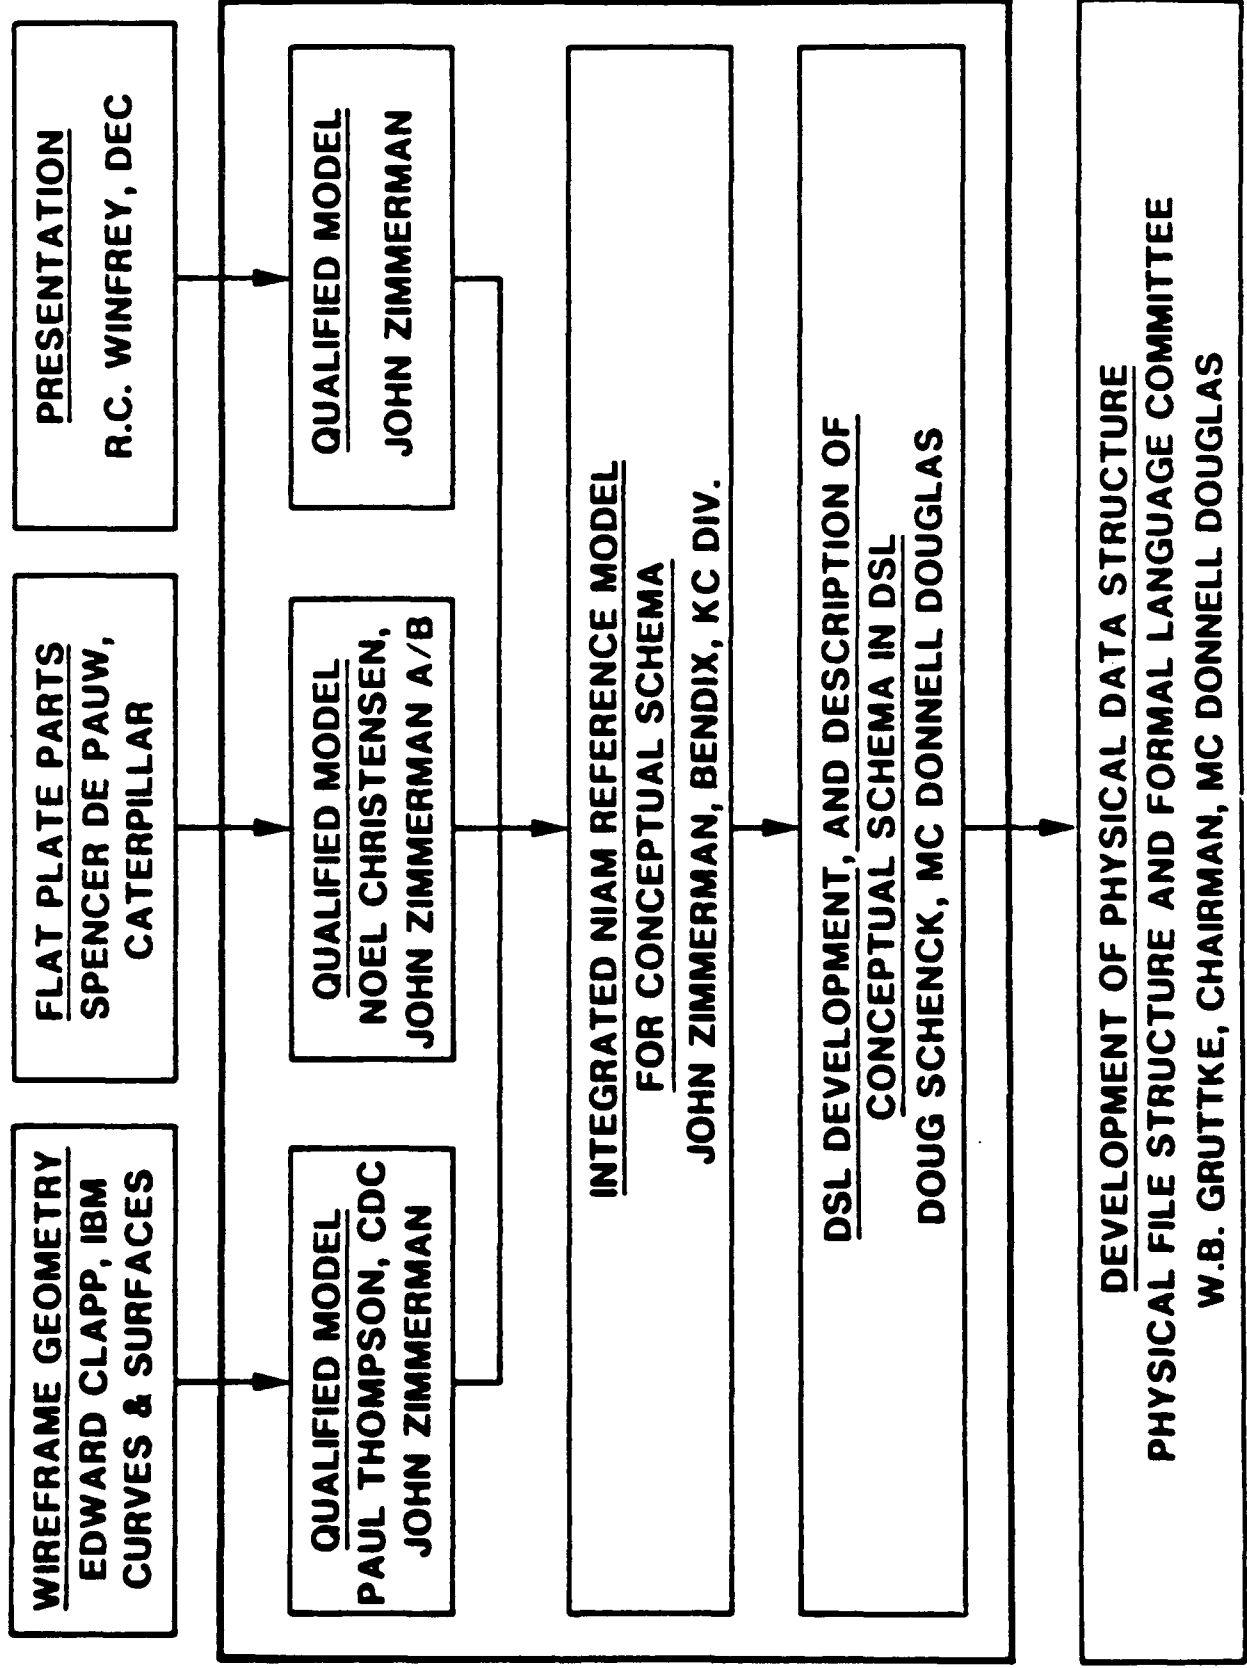 WIREFRAME GEOMETRY
EDWARD CLAPP, IBM
CURVES & SURFACES
FLAT PLATE PARTS
SPENCER DE PAUW,
CATERPILLAR
PRESENTATION
R.C. WINFREY, DEC
QUALIFIED MODEL
PAUL THOMPSON, CDC
JOHN ZIMMERMAN
QUALIFIED MODEL
NOEL CHRISTENSEN,
JOHN ZIMMERMAN A/B
QUALIFIED MODEL
JOHN ZIMMERMAN
INTEGRATED NIAM REFERENCE MODEL
FOR CONCEPTUAL SCHEMA
JOHN ZIMMERMAN, BENDIX, KC DIV.
DSL DEVELOPMENT, AND DESCRIPTION OF
CONCEPTUAL SCHEMA IN DSL
DOUG SCHENCK, MC DONNELL DOUGLAS
DEVELOPMENT OF PHYSICAL DATA STRUCTURE
PHYSICAL FILE STRUCTURE AND FORMAL LANGUAGE COMMITTEE
W.B. GRUTTKE, CHAIRMAN, MC DONNELL DOUGLAS